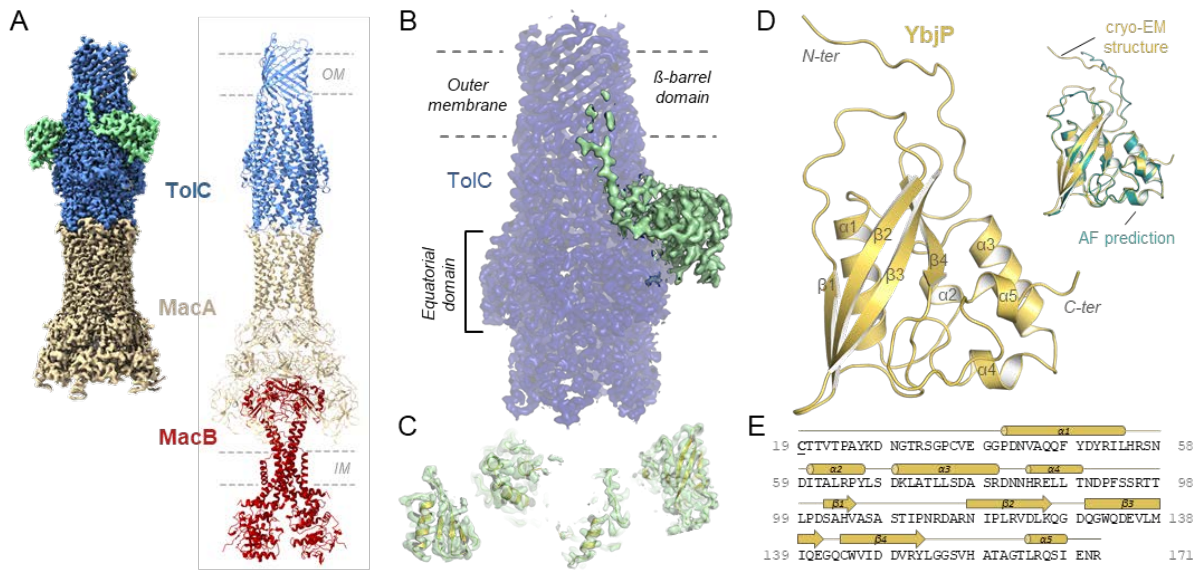 A
TolC
MacA
MacB
OM
IM
B
Outer membrane
ß-barrel domain
TolC
Equatorial domain
C
D
YbjP
N-ter
C-ter
α1
β2
β1
β3
β4
α2
α3
α5
α4
cryo-EM structure
AF prediction
E
α1
19 CTTVTPAYKD NGTRSGPCVE GGPDNVAQQF YDYRILHRSN 58
α2 α3 α4
59 DITALRPYLS DKLATLLSDA SRDNNHRELL TNDPFSSRTT 98
β1 β2 β3
99 LPDSAHVASA STIPNRDARN IPLRVDLKQG DQGWQDEVLM 138
β4 α5
139 IQEGQCWVID DVRYLGGSVH ATAGTLRQSI ENR 171